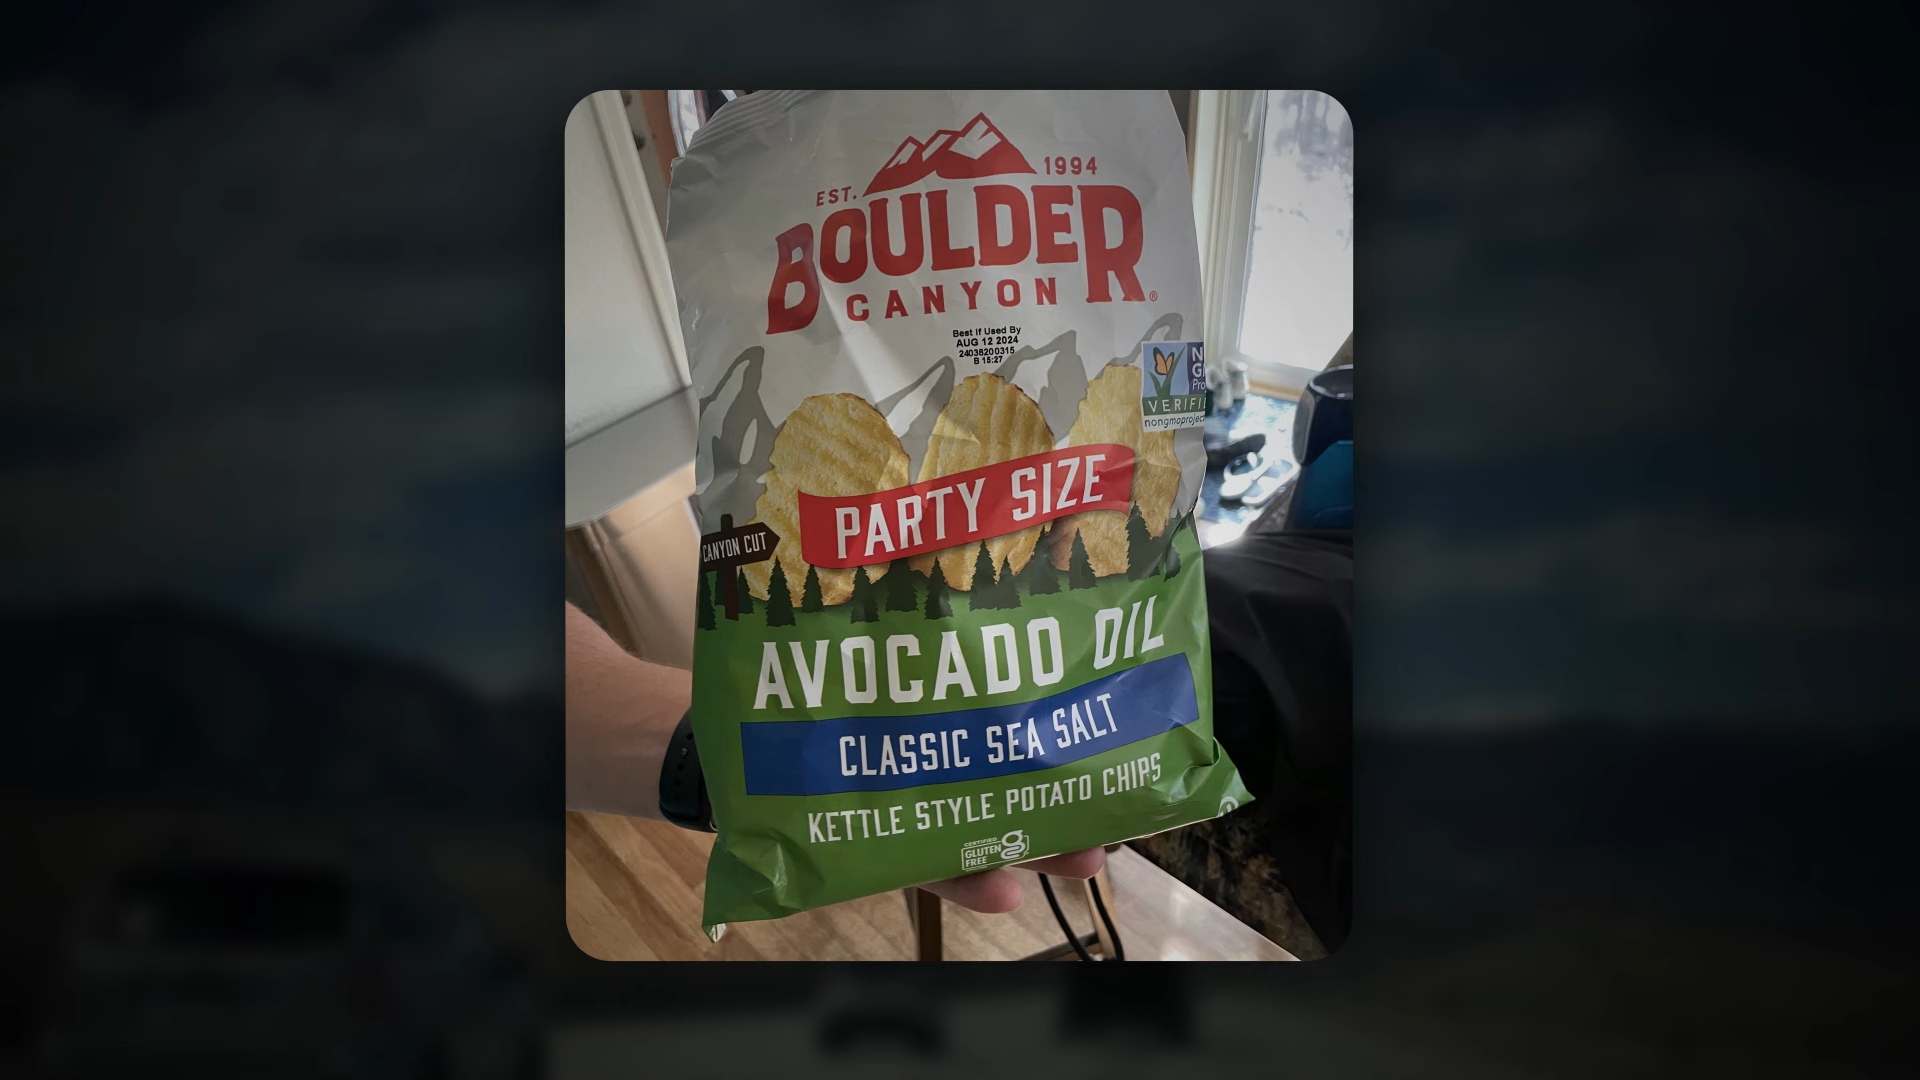 EST. 1994
BOULDER
CANYON®
Best If Used By
AUG 12 2024
24038200315
B 15:27
VERIFI
nongmoproject
PARTY SIZE
CANYON CUT
AVOCADO OIL
CLASSIC SEA SALT
KETTLE STYLE POTATO CHIPS
CERTIFIED
GLUTEN
FREE